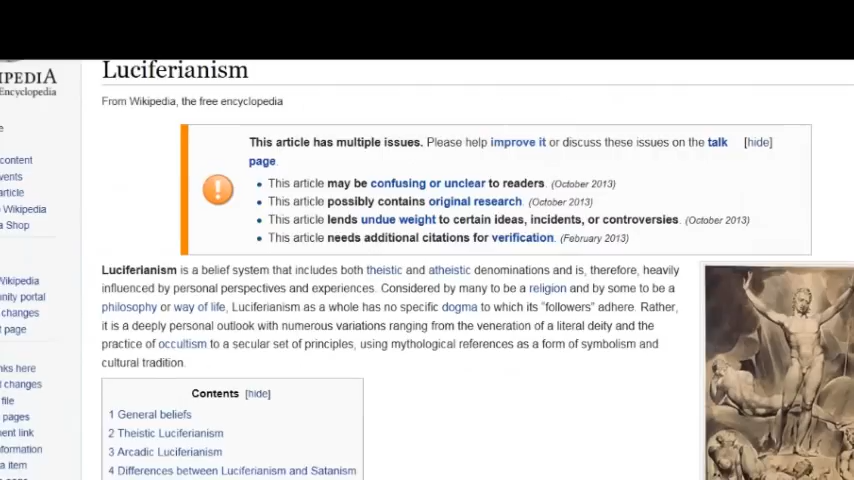 Luciferianism
IPEDIA
Encyclopedia
From Wikipedia, the free encyclopedia
This article has multiple issues. Please help improve it or discuss these issues on the talk [hide]
page.
This article may be confusing or unclear to readers. (October 2013)
This article possibly contains original research. (October 2013)
This article lends undue weight to certain ideas, incidents, or controversies. (October 2013)
This article needs additional citations for verification. (February 2013)
Luciferianism is a belief system that includes both theistic and atheistic denominations and is, therefore, heavily
influenced by personal perspectives and experiences. Considered by many to be a religion and by some to be a
philosophy or way of life, Luciferianism as a whole has no specific dogma to which its "followers" adhere. Rather,
it is a deeply personal outlook with numerous variations ranging from the veneration of a literal deity and the
practice of occultism to a secular set of principles, using mythological references as a form of symbolism and
cultural tradition.
Contents [hide]
1 General beliefs
2 Theistic Luciferianism
3 Arcadic Luciferianism
4 Differences between Luciferianism and Satanism
e
content
vents
article
Wikipedia
a Shop
Wikipedia
nity portal
changes
t page
nks here
d changes
file
pages
nent link
formation
a item